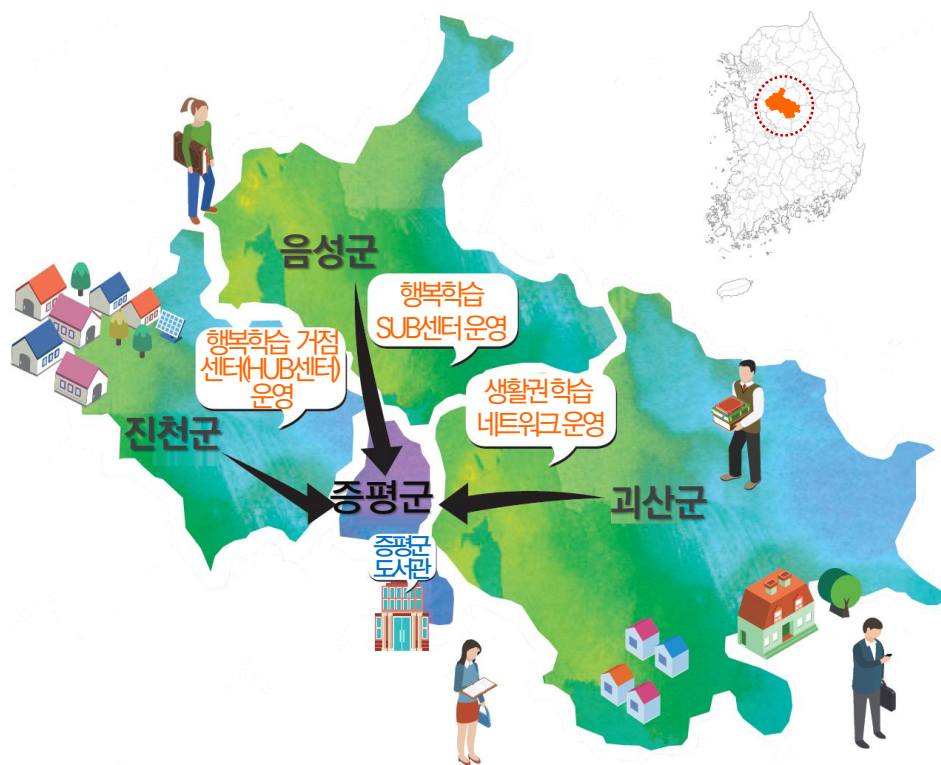 음성군
행복학습
SUB센터 운영
행복학습 거점
센터(HUB센터)
운영
생활권 학습
네트워크 운영
진천군
증평군
괴산군
증평군
도서관